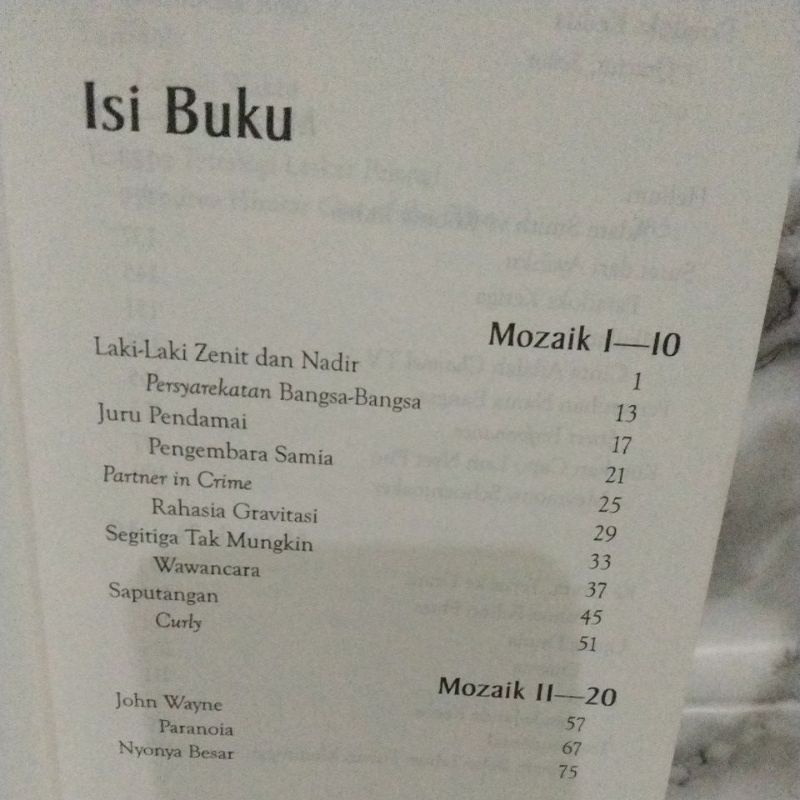 Isi Buku
Mozaik 1—10
Laki-Laki Zenit dan Nadir 1
Persyarekatan Bangsa-Bangsa 13
Juru Pendamai 17
Pengembara Samia 21
Partner in Crime 25
Rahasia Gravitasi 29
Segitiga Tak Mungkin 33
Wawancara 37
Saputangan 45
Curly 51
Mozaik 11—20
John Wayne 57
Paranoia 67
Nyonya Besar 75